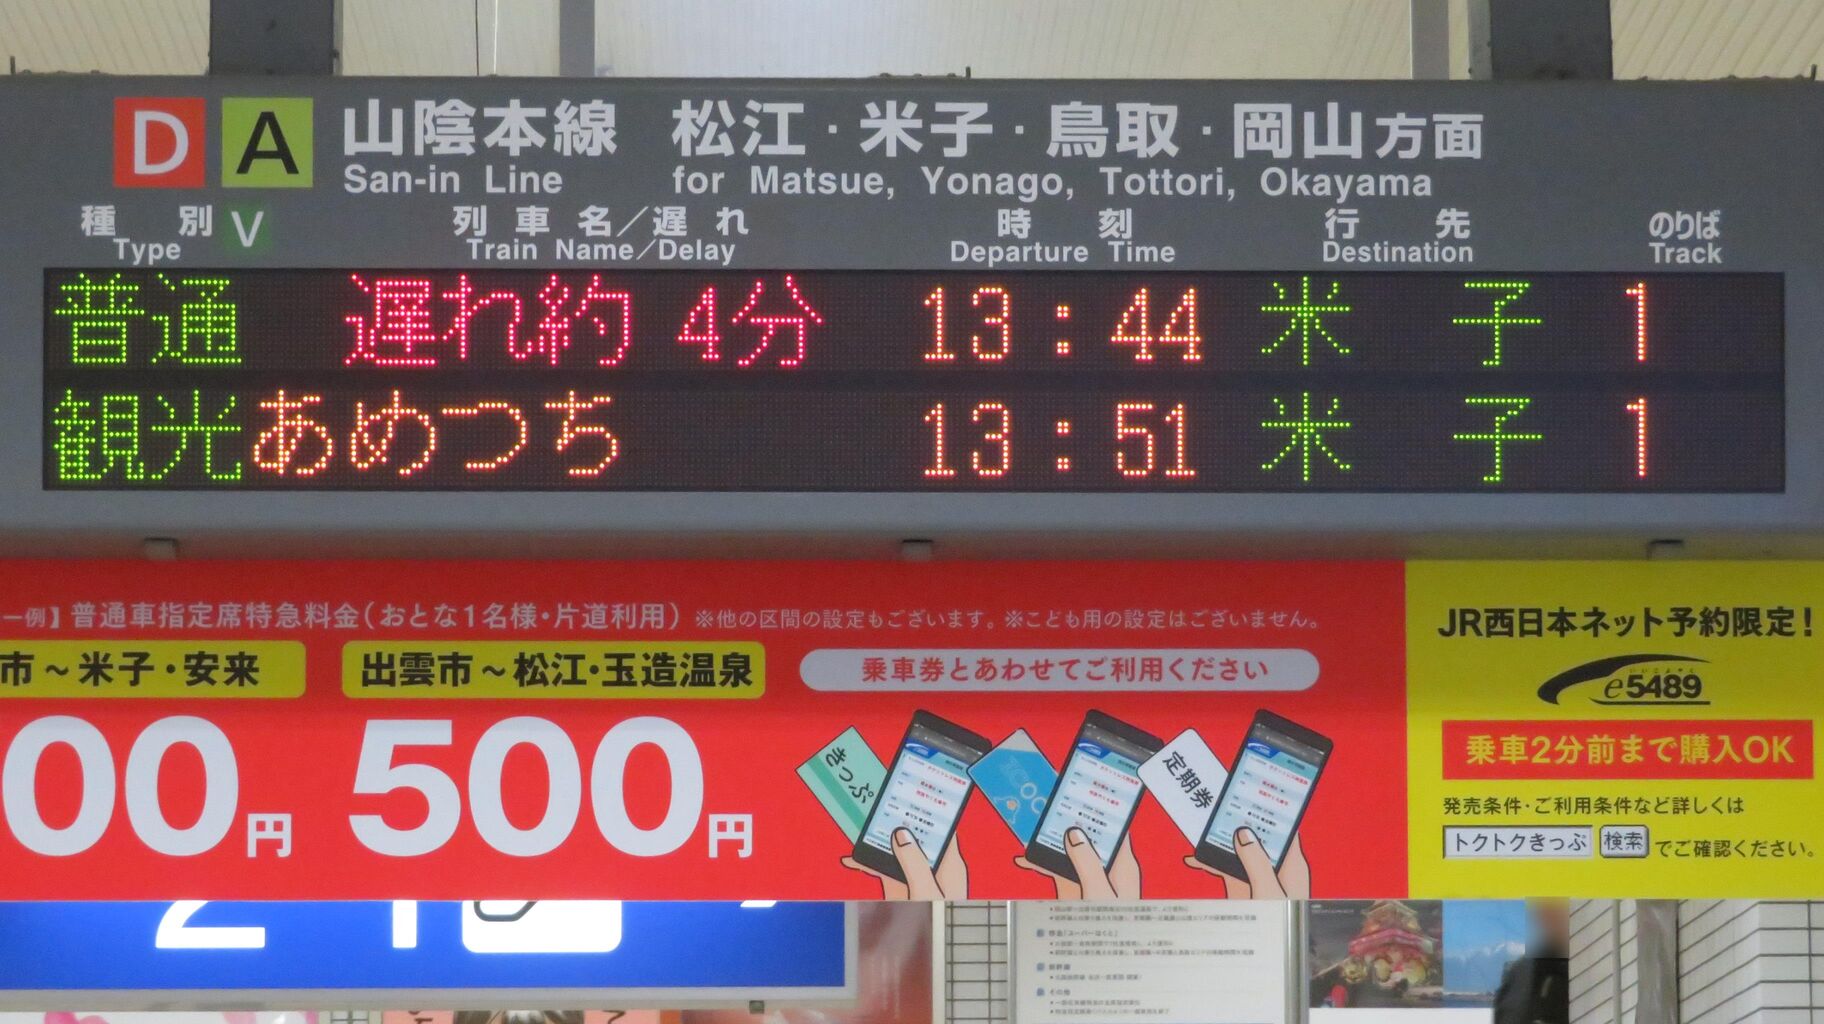 D A 山陰本線 松江・米子・鳥取・岡山方面
San-in Line for Matsue, Yonago, Tottori, Okayama
種別 V 列車名/遅れ 時刻 行先 のりば
Type Train Name/Delay Departure Time Destination Track
普通 遅れ約 4分 13:44 米子 1
観光 あめつち 13:51 米子 1
一例】普通車指定席特急料金(おとな1名様・片道利用) ※他の区間の設定もございます。※こども用の設定はございません。
市～米子・安来
00円
出雲市～松江・玉造温泉
500円
乗車券とあわせてご利用ください
きっぷ
定期券
JR西日本ネット予約限定!
e5489
乗車2分前まで購入OK
発売条件・ご利用条件など詳しくは
トクトクきっぷ 検索 でご確認ください。
その他